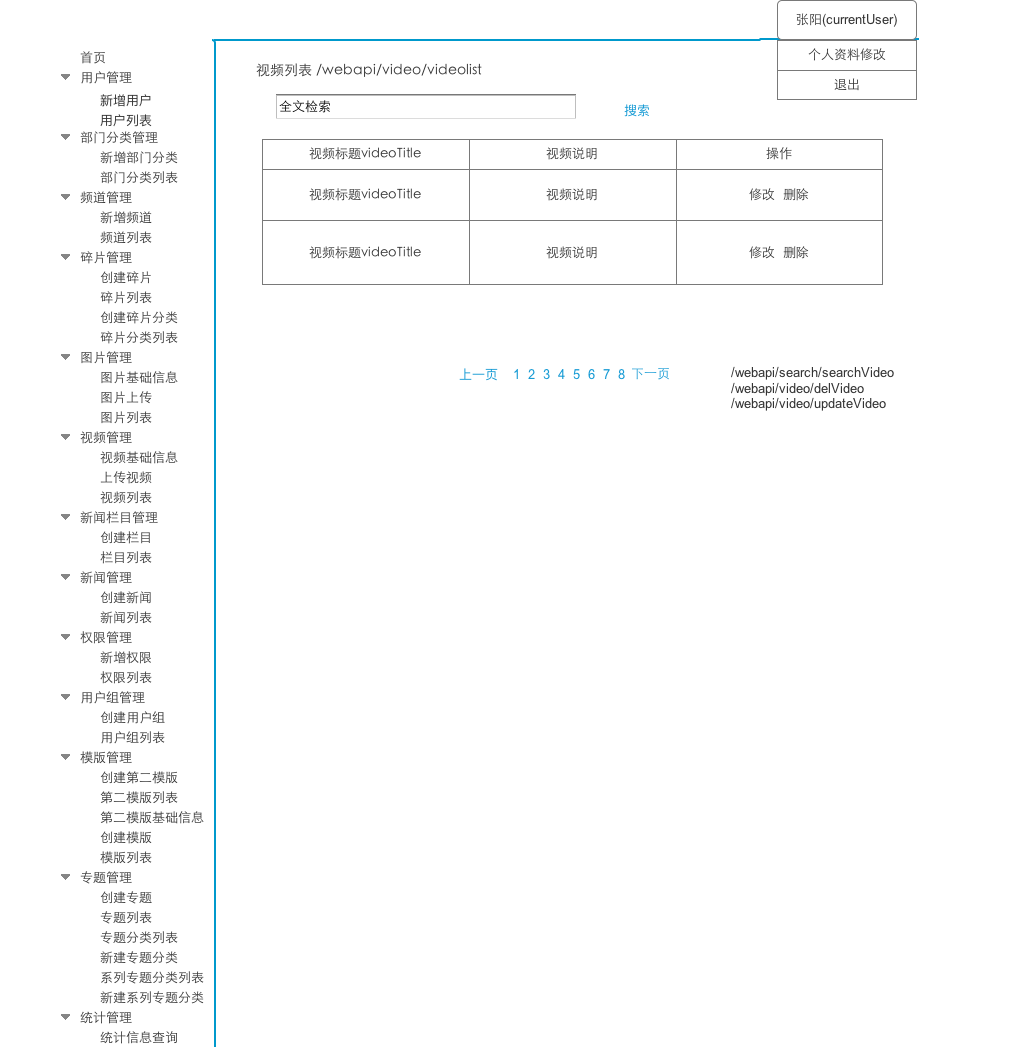 张阳(currentUser)
个人资料修改
退出
首页
用户管理
新增用户
用户列表
部门分类管理
新增部门分类
部门分类列表
频道管理
新增频道
频道列表
碎片管理
创建碎片
碎片列表
创建碎片分类
碎片分类列表
图片管理
图片基础信息
图片上传
图片列表
视频管理
视频基础信息
上传视频
视频列表
新闻栏目管理
创建栏目
栏目列表
新闻管理
创建新闻
新闻列表
权限管理
新增权限
权限列表
用户组管理
创建用户组
用户组列表
模版管理
创建第二模版
第二模版列表
第二模版基础信息
创建模版
模版列表
专题管理
创建专题
专题列表
专题分类列表
新建专题分类
系列专题分类列表
新建系列专题分类
统计管理
统计信息查询
视频列表 /webapi/video/videolist
全文检索 搜索
视频标题videoTitle 视频说明 操作
视频标题videoTitle 视频说明 修改 删除
视频标题videoTitle 视频说明 修改 删除
上一页 1 2 3 4 5 6 7 8 下一页
/webapi/search/searchVideo
/webapi/video/delVideo
/webapi/video/updateVideo